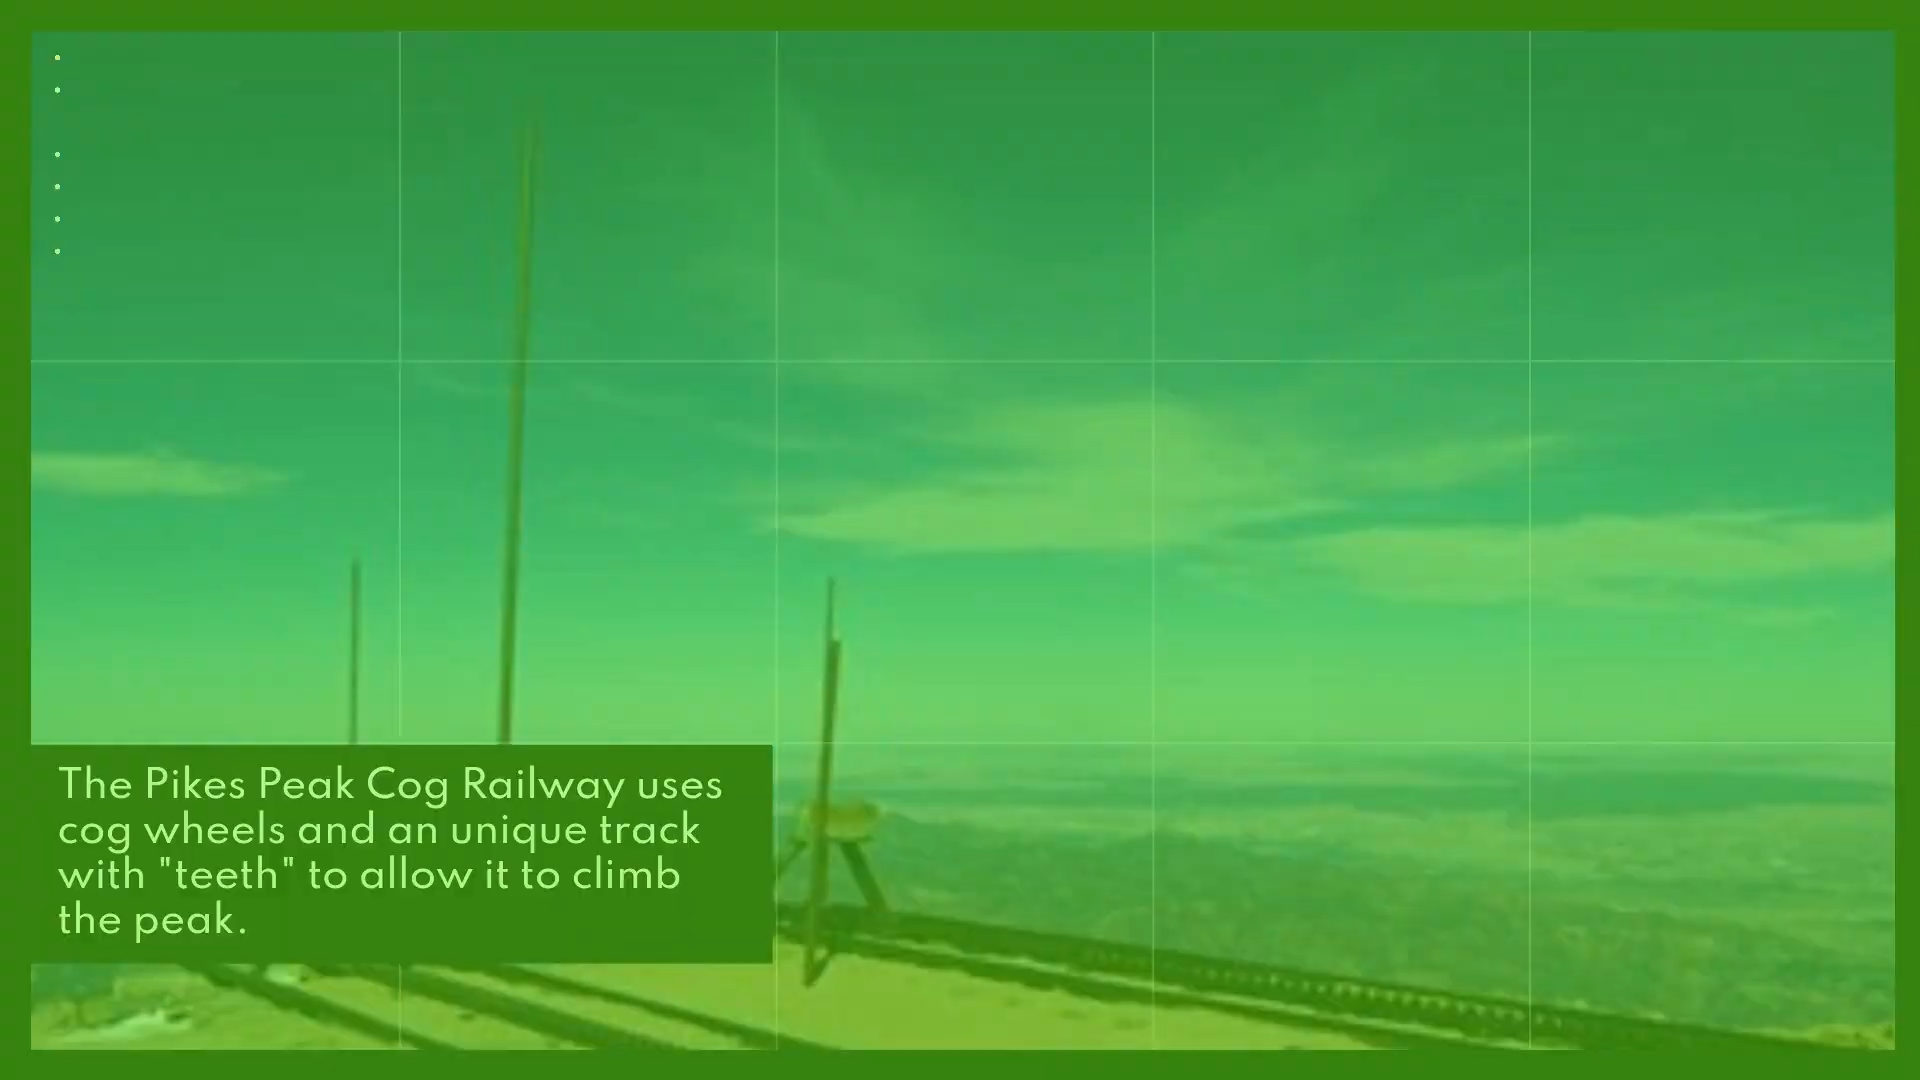 The Pikes Peak Cog Railway uses
cog wheels and an unique track
with "teeth" to allow it to climb
the peak.